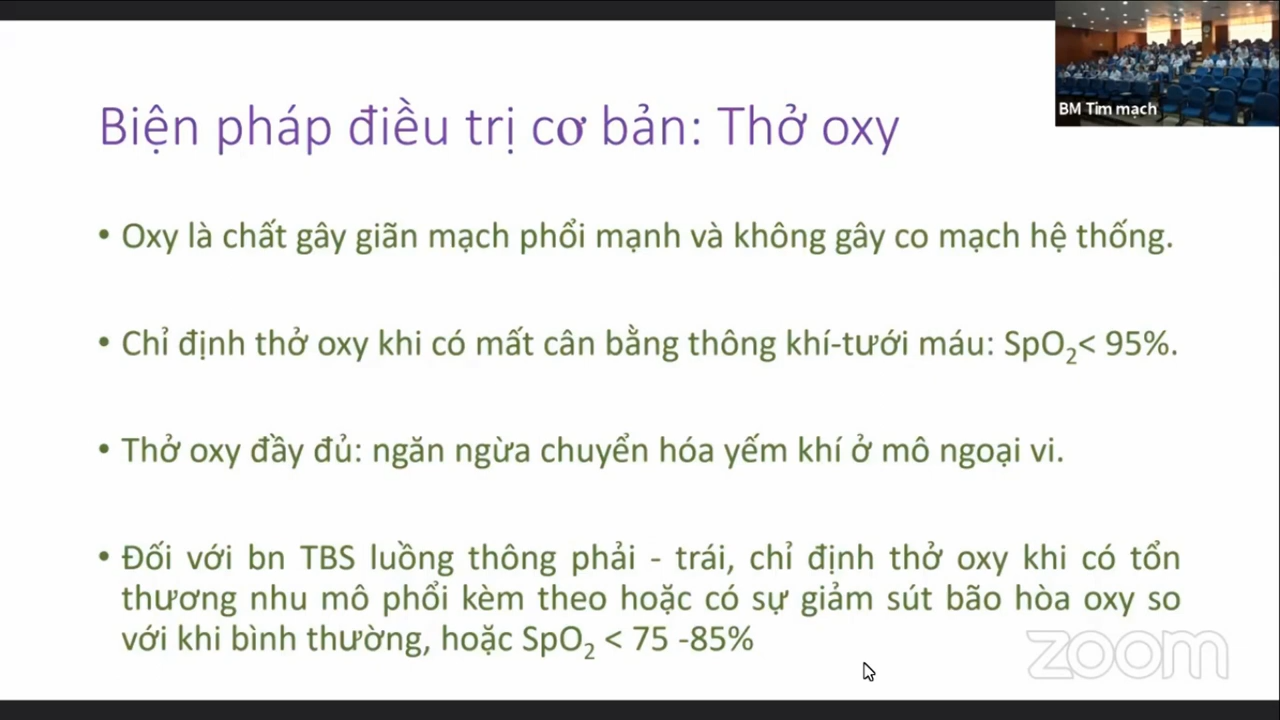 BM Tim mạch
Biện pháp điều trị cơ bản: Thở oxy
• Oxy là chất gây giãn mạch phổi mạnh và không gây co mạch hệ thống.
• Chỉ định thở oxy khi có mất cân bằng thông khí-tưới máu: SpO₂< 95%.
• Thở oxy đầy đủ: ngăn ngừa chuyển hóa yếm khí ở mô ngoại vi.
• Đối với bn TBS luồng thông phải - trái, chỉ định thở oxy khi có tổn
thương nhu mô phổi kèm theo hoặc có sự giảm sút bão hòa oxy so
với khi bình thường, hoặc SpO₂ < 75 -85%
zoom